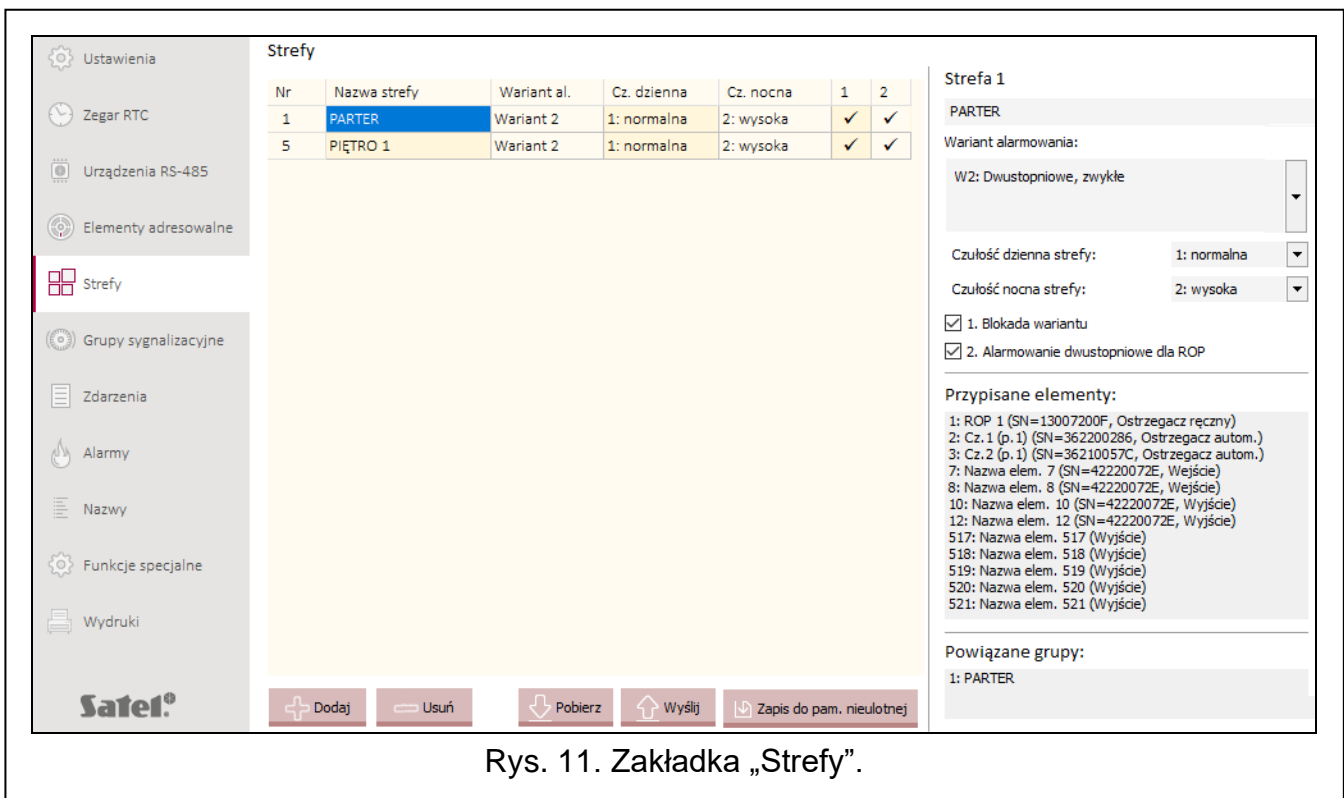 Ustawienia
Zegar RTC
Urządzenia RS-485
Elementy adresowalne
Strefy
Grupy sygnalizacyjne
Zdarzenia
Alarmy
Nazwy
Funkcje specjalne
Wydruki
Satel®
Strefy
Nr Nazwa strefy Wariant al. Cz. dzienna Cz. nocna 1 2
1 PARTER Wariant 2 1: normalna 2: wysoka ✓ ✓
5 PIĘTRO 1 Wariant 2 1: normalna 2: wysoka ✓ ✓
Dodaj Usuń Pobierz Wyślij Zapis do pam. nieulotnej
Strefa 1
PARTER
Wariant alarmowania:
W2: Dwustopniowe, zwykłe
Czułość dzienna strefy: 1: normalna
Czułość nocna strefy: 2: wysoka
1. Blokada wariantu
2. Alarmowanie dwustopniowe dla ROP
Przypisane elementy:
1: ROP 1 (SN=13007200F, Ostrzegacz ręczny)
2: Cz.1 (p.1) (SN=362200286, Ostrzegacz autom.)
3: Cz.2 (p.1) (SN=36210057C, Ostrzegacz autom.)
7: Nazwa elem. 7 (SN=42220072E, Wejście)
8: Nazwa elem. 8 (SN=42220072E, Wejście)
10: Nazwa elem. 10 (SN=42220072E, Wyjście)
12: Nazwa elem. 12 (SN=42220072E, Wyjście)
517: Nazwa elem. 517 (Wyjście)
518: Nazwa elem. 518 (Wyjście)
519: Nazwa elem. 519 (Wyjście)
520: Nazwa elem. 520 (Wyjście)
521: Nazwa elem. 521 (Wyjście)
Powiązane grupy:
1: PARTER
Rys. 11. Zakładka „Strefy”.